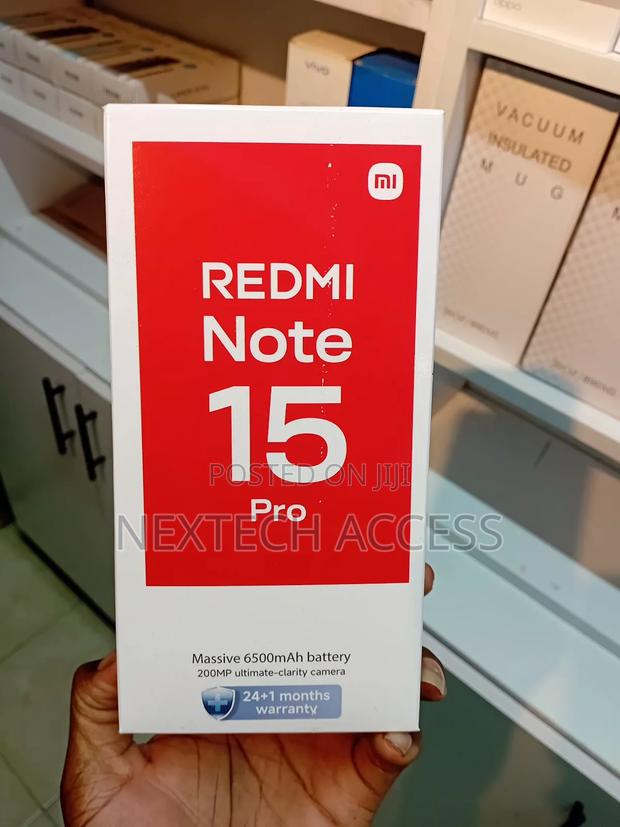 oppo
vivo
VACUUM
INSULATED
MUG
mi
REDMI
Note
15
POSTED ON JIJI
Pro
NEXTECH ACCESS
Massive 6500mAh battery
200MP ultimate-clarity camera
24+1 months
warranty